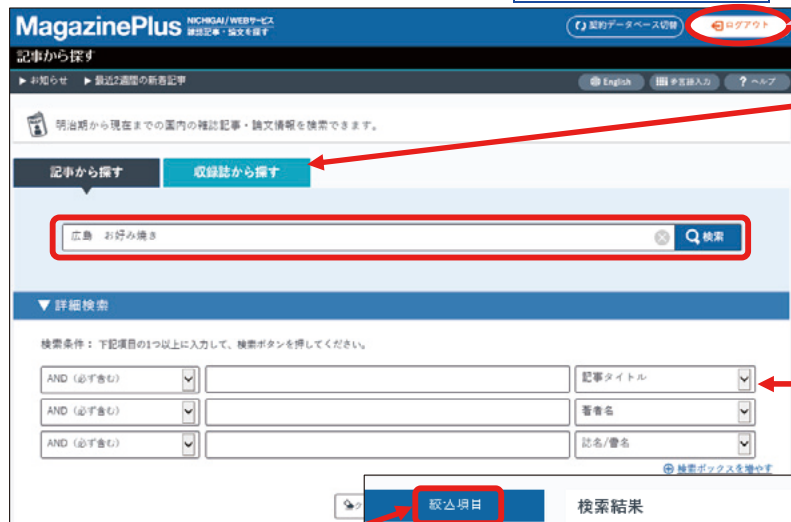 MagazinePlus NICHIGAI/WEBサービス 雑誌記事・論文を探す
契約データベース切替 ログアウト
記事から探す
▶お知らせ ▶最近2週間の新着記事 English 多言語入力 ? ヘルプ
明治期から現在までの国内の雑誌記事・論文情報を検索できます。
記事から探す 収録誌から探す
広島 お好み焼き 検索
▼詳細検索
検索条件：下記項目の1つ以上に入力して、検索ボタンを押してください。
AND（必ず含む） 記事タイトル
AND（必ず含む） 著者名
AND（必ず含む） 誌名/書名
検索ボックスを増やす
絞込項目 検索結果